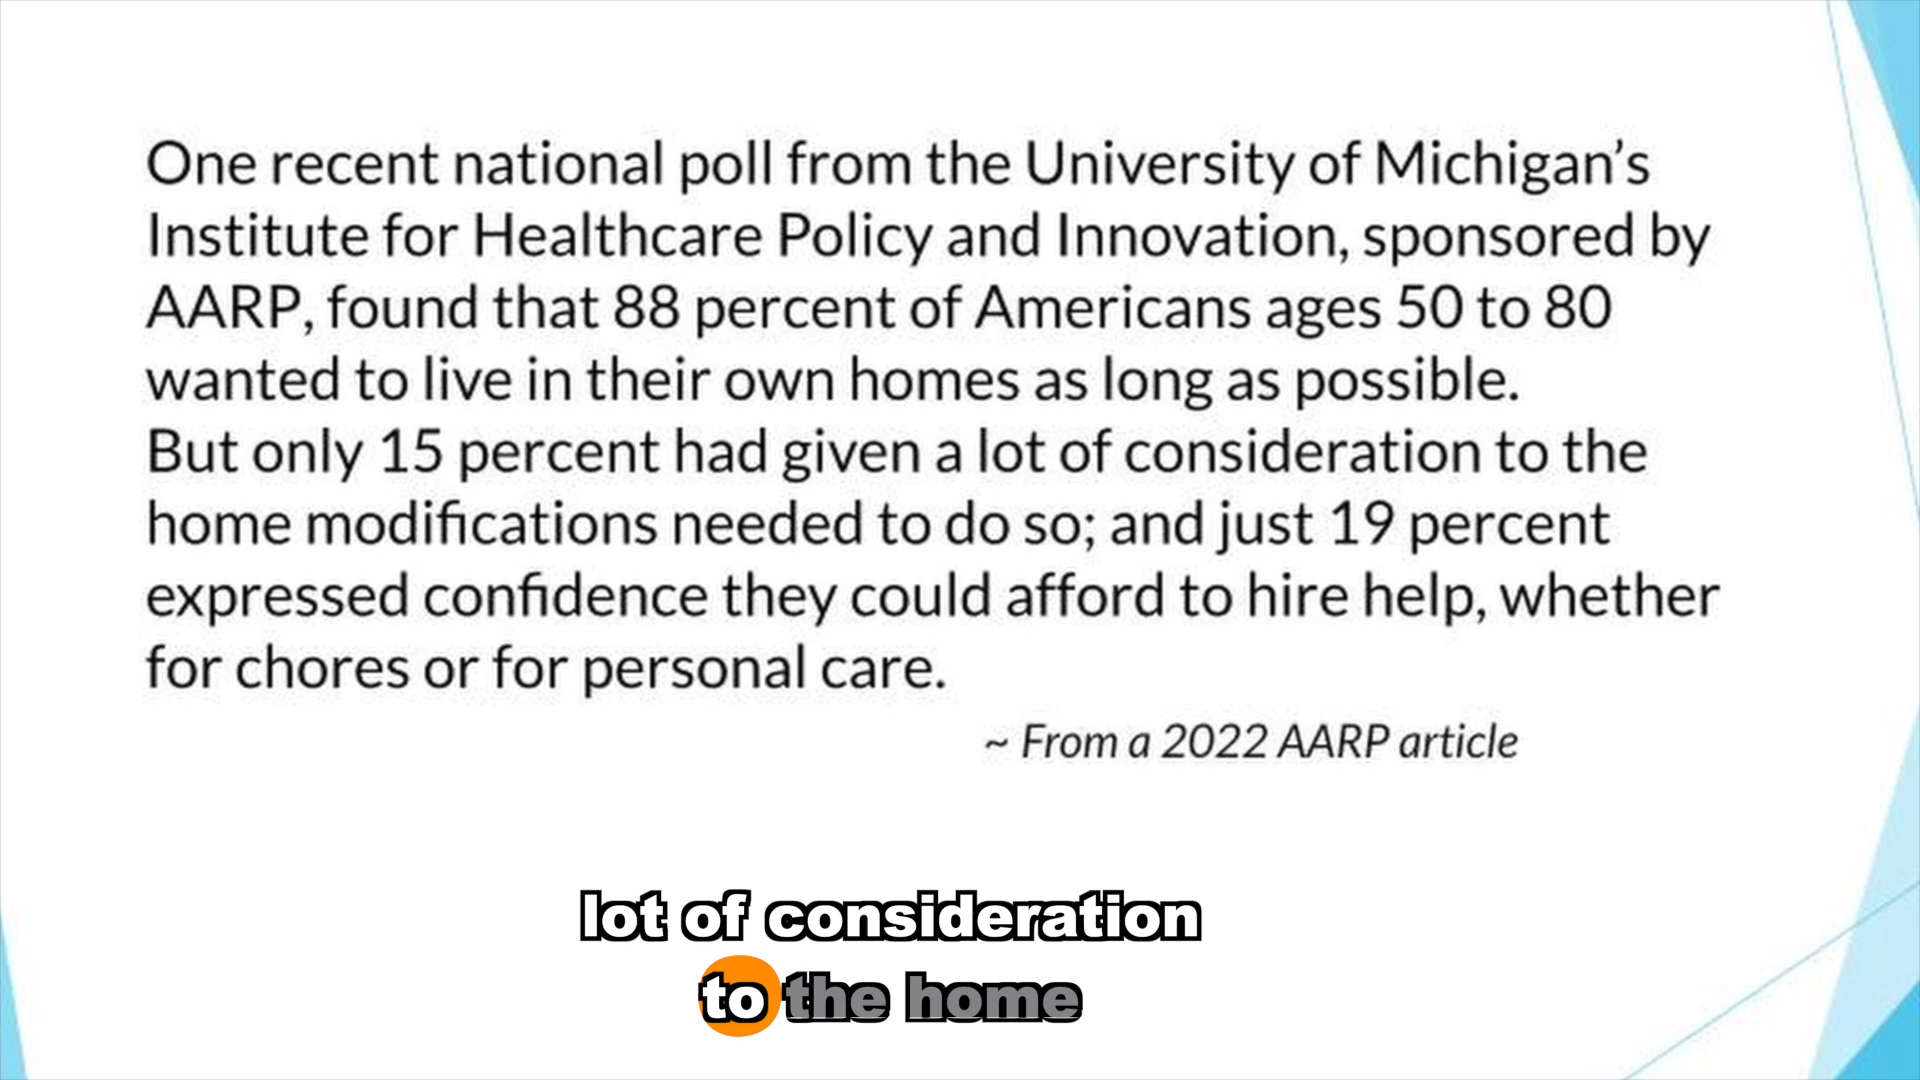 One recent national poll from the University of Michigan’s
Institute for Healthcare Policy and Innovation, sponsored by
AARP, found that 88 percent of Americans ages 50 to 80
wanted to live in their own homes as long as possible.
But only 15 percent had given a lot of consideration to the
home modifications needed to do so; and just 19 percent
expressed confidence they could afford to hire help, whether
for chores or for personal care.
~ From a 2022 AARP article
lot of consideration
to the home